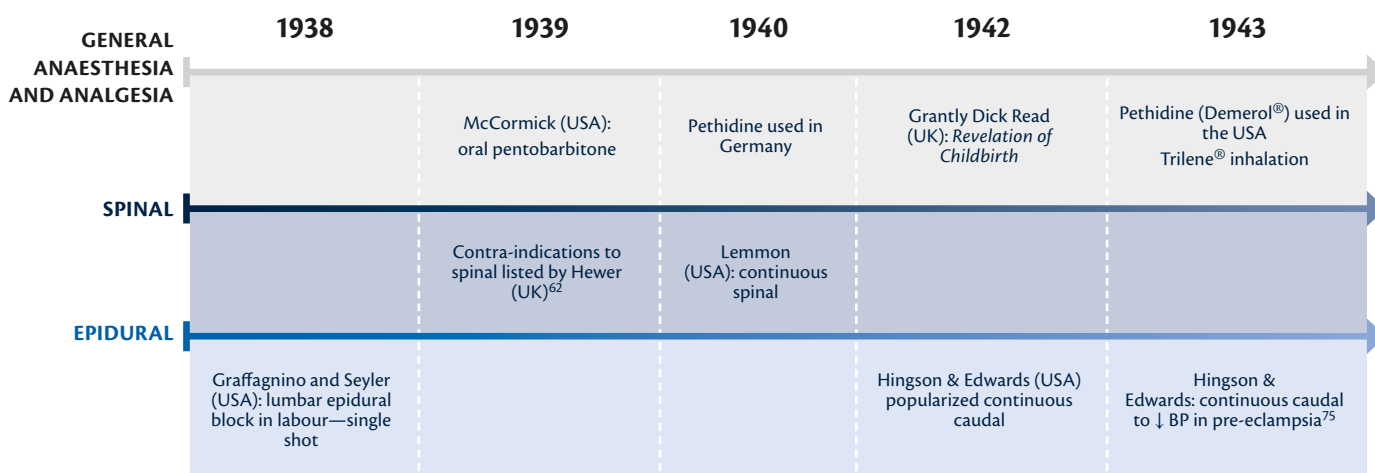 1938
1939
1940
1942
1943
GENERAL
ANAESTHESIA
AND ANALGESIA
McCormick (USA):
oral pentobarbitone
Pethidine used in
Germany
Grantly Dick Read
(UK): Revelation of
Childbirth
Pethidine (Demerol®) used in
the USA
Trilene® inhalation
SPINAL
Contra-indications to
spinal listed by Hewer
(UK)62
Lemmon
(USA): continuous
spinal
EPIDURAL
Graffagnino and Seyler
(USA): lumbar epidural
block in labour—single
shot
Hingson & Edwards (USA)
popularized continuous
caudal
Hingson &
Edwards: continuous caudal
to ↓ BP in pre-eclampsia75